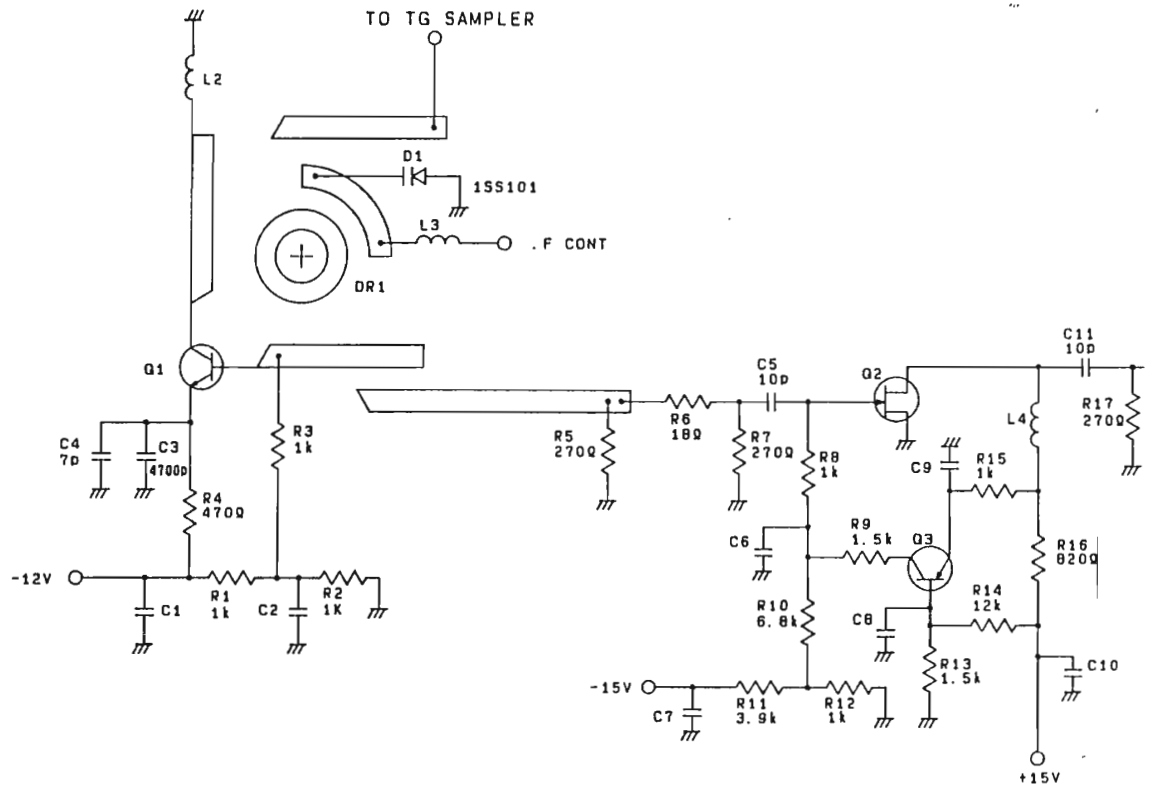 TO TG SAMPLER
L2
D1
1SS101
L3
.F CONT
DR1
Q1
C4
7p
C3
4700p
R3
1k
R4
470Ω
-12V
C1
R1
1k
C2
R2
1K
R5
270Ω
R6
18Ω
C5
10p
R7
270Ω
Q2
C11
10p
R17
270Ω
L4
R8
1k
C9
R15
1k
C6
R9
1.5k
Q3
R16
820Ω
R10
6.8k
C8
R14
12k
R13
1.5k
C10
-15V
C7
R11
3.9k
R12
1k
+15V